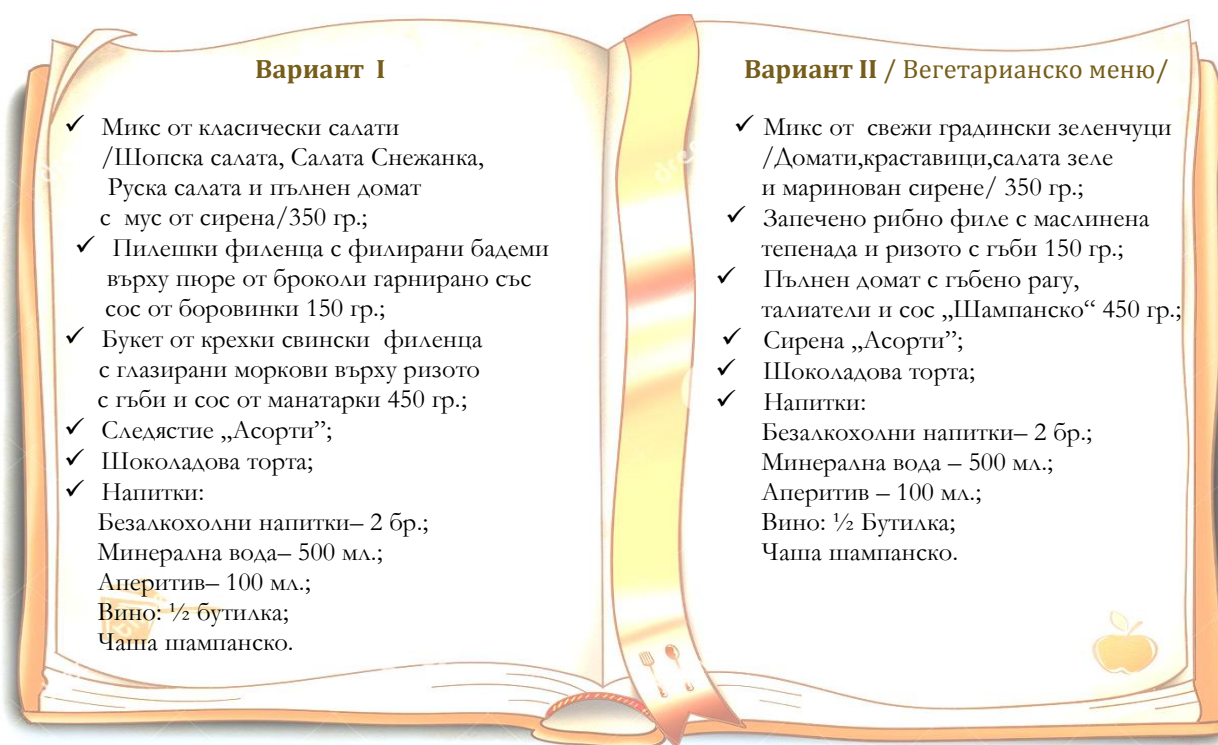 Вариант I
✓ Микс от класически салати
/Шопска салата, Салата Снежанка,
Руска салата и пълнен домат
с мус от сирена/350 гр.;
✓ Пилешки филенца с филирани бадеми
върху пюре от броколи гарнирано със
сос от боровинки 150 гр.;
✓ Букет от крехки свински филенца
с глазирани моркови върху ризото
с гъби и сос от манатарки 450 гр.;
✓ Следястие „Асорти”;
✓ Шоколадова торта;
✓ Напитки:
Безалкохолни напитки– 2 бр.;
Минерална вода– 500 мл.;
Аперитив– 100 мл.;
Вино: ½ бутилка;
Чаша шампанско.
Вариант II / Вегетарианско меню/
✓ Микс от свежи градински зеленчуци
/Домати,краставици,салата зеле
и маринован сирене/ 350 гр.;
✓ Запечено рибно филе с маслинена
тепенада и ризото с гъби 150 гр.;
✓ Пълнен домат с гъбено рагу,
талиатели и сос „Шампанско“ 450 гр.;
✓ Сирена „Асорти”;
✓ Шоколадова торта;
✓ Напитки:
Безалкохолни напитки– 2 бр.;
Минерална вода – 500 мл.;
Аперитив – 100 мл.;
Вино: ½ Бутилка;
Чаша шампанско.